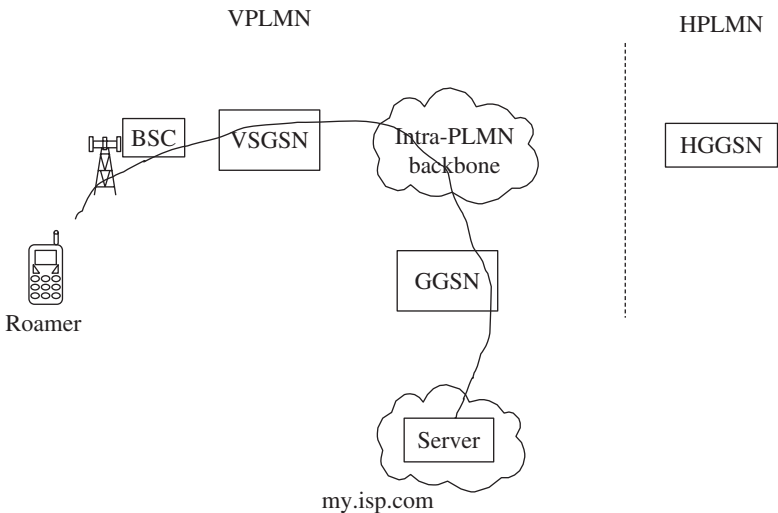 VPLMN
HPLMN
BSC
VSGSN
Intra-PLMN
backbone
HGGSN
GGSN
Roamer
Server
my.isp.com